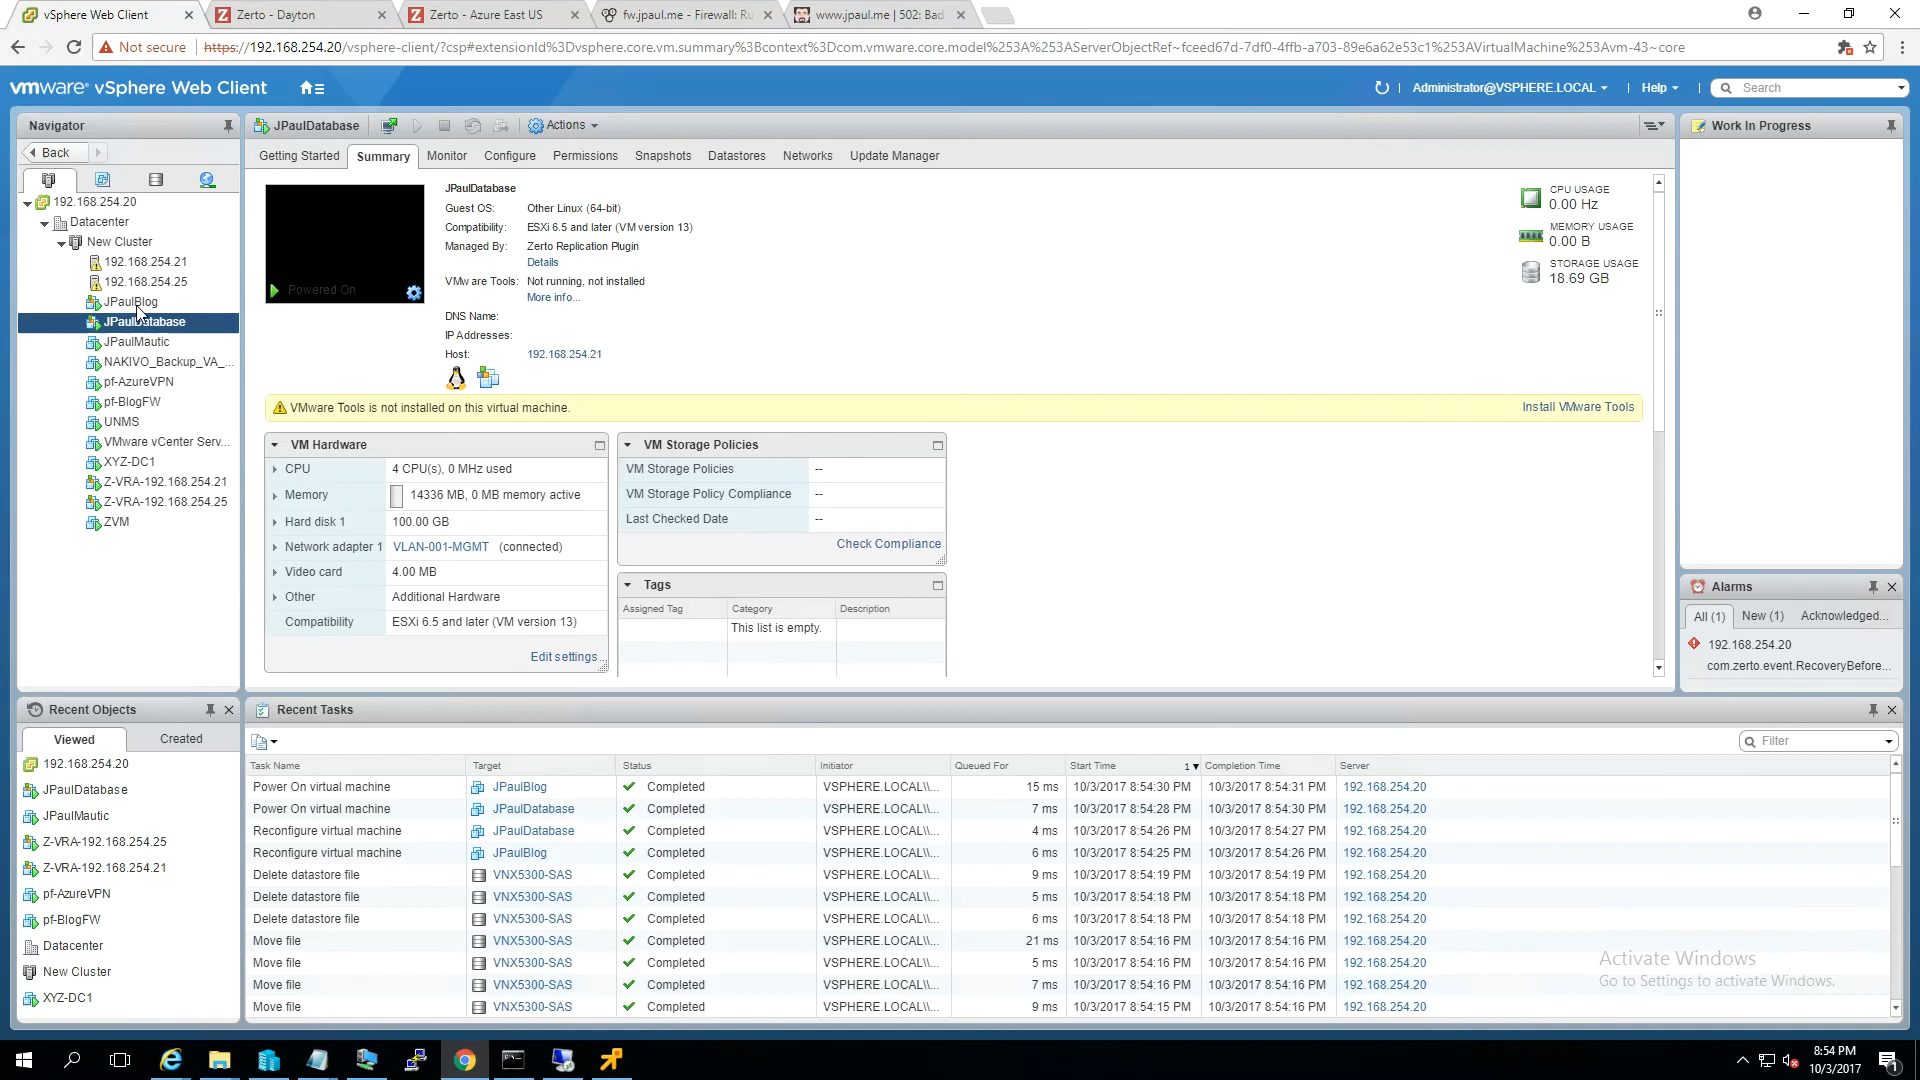 vSphere Web Client
Zerto - Dayton
Zerto - Azure East US
fw.jpaul.me - Firewall: Ru
www.jpaul.me | 502: Bad
Not secure
https://192.168.254.20/vsphere-client/?csp#extensionId%3Dvsphere.core.vm.summary%3Bcontext%3Dcom.vmware.core.model%253A%253AServerObjectRef~fceed67d-7df0-4ffb-a703-89e6a62e53c1%253AVirtualMachine%253Avm-43~core
vmware® vSphere Web Client
Administrator@VSPHERE.LOCAL
Help
Search
Navigator
Back
192.168.254.20
Datacenter
New Cluster
192.168.254.21
192.168.254.25
JPaulBlog
JPaulDatabase
JPaulMautic
NAKIVO_Backup_VA_...
pf-AzureVPN
pf-BlogFW
UNMS
VMware vCenter Serv...
XYZ-DC1
Z-VRA-192.168.254.21
Z-VRA-192.168.254.25
ZVM
JPaulDatabase
Actions
Getting Started
Summary
Monitor
Configure
Permissions
Snapshots
Datastores
Networks
Update Manager
Powered On
JPaulDatabase
Guest OS: Other Linux (64-bit)
Compatibility: ESXi 6.5 and later (VM version 13)
Managed By: Zerto Replication Plugin
Details
VMware Tools: Not running, not installed
More info...
DNS Name:
IP Addresses:
Host: 192.168.254.21
CPU USAGE
0.00 Hz
MEMORY USAGE
0.00 B
STORAGE USAGE
18.69 GB
VMware Tools is not installed on this virtual machine.
Install VMware Tools
VM Hardware
CPU 4 CPU(s), 0 MHz used
Memory 14336 MB, 0 MB memory active
Hard disk 1 100.00 GB
Network adapter 1 VLAN-001-MGMT (connected)
Video card 4.00 MB
Other Additional Hardware
Compatibility ESXi 6.5 and later (VM version 13)
Edit settings...
VM Storage Policies
VM Storage Policies --
VM Storage Policy Compliance --
Last Checked Date --
Check Compliance
Tags
Assigned Tag Category Description
This list is empty.
Work In Progress
Alarms
All (1) New (1) Acknowledged...
192.168.254.20
com.zerto.event.RecoveryBefore...
Recent Objects
Viewed Created
192.168.254.20
JPaulDatabase
JPaulMautic
Z-VRA-192.168.254.25
Z-VRA-192.168.254.21
pf-AzureVPN
pf-BlogFW
Datacenter
New Cluster
XYZ-DC1
Recent Tasks
Filter
Task Name Target Status Initiator Queued For Start Time 1 Completion Time Server
Power On virtual machine JPaulBlog Completed VSPHERE.LOCAL\\... 15 ms 10/3/2017 8:54:30 PM 10/3/2017 8:54:31 PM 192.168.254.20
Power On virtual machine JPaulDatabase Completed VSPHERE.LOCAL\\... 7 ms 10/3/2017 8:54:28 PM 10/3/2017 8:54:30 PM 192.168.254.20
Reconfigure virtual machine JPaulDatabase Completed VSPHERE.LOCAL\\... 4 ms 10/3/2017 8:54:26 PM 10/3/2017 8:54:27 PM 192.168.254.20
Reconfigure virtual machine JPaulBlog Completed VSPHERE.LOCAL\\... 6 ms 10/3/2017 8:54:25 PM 10/3/2017 8:54:26 PM 192.168.254.20
Delete datastore file VNX5300-SAS Completed VSPHERE.LOCAL\\... 9 ms 10/3/2017 8:54:19 PM 10/3/2017 8:54:19 PM 192.168.254.20
Delete datastore file VNX5300-SAS Completed VSPHERE.LOCAL\\... 5 ms 10/3/2017 8:54:18 PM 10/3/2017 8:54:18 PM 192.168.254.20
Delete datastore file VNX5300-SAS Completed VSPHERE.LOCAL\\... 6 ms 10/3/2017 8:54:18 PM 10/3/2017 8:54:18 PM 192.168.254.20
Move file VNX5300-SAS Completed VSPHERE.LOCAL\\... 21 ms 10/3/2017 8:54:16 PM 10/3/2017 8:54:16 PM 192.168.254.20
Move file VNX5300-SAS Completed VSPHERE.LOCAL\\... 5 ms 10/3/2017 8:54:16 PM 10/3/2017 8:54:16 PM 192.168.254.20
Move file VNX5300-SAS Completed VSPHERE.LOCAL\\... 7 ms 10/3/2017 8:54:16 PM 10/3/2017 8:54:16 PM 192.168.254.20
Move file VNX5300-SAS Completed VSPHERE.LOCAL\\... 9 ms 10/3/2017 8:54:15 PM 10/3/2017 8:54:16 PM 192.168.254.20
Activate Windows
Go to Settings to activate Windows.
8:54 PM
10/3/2017
1